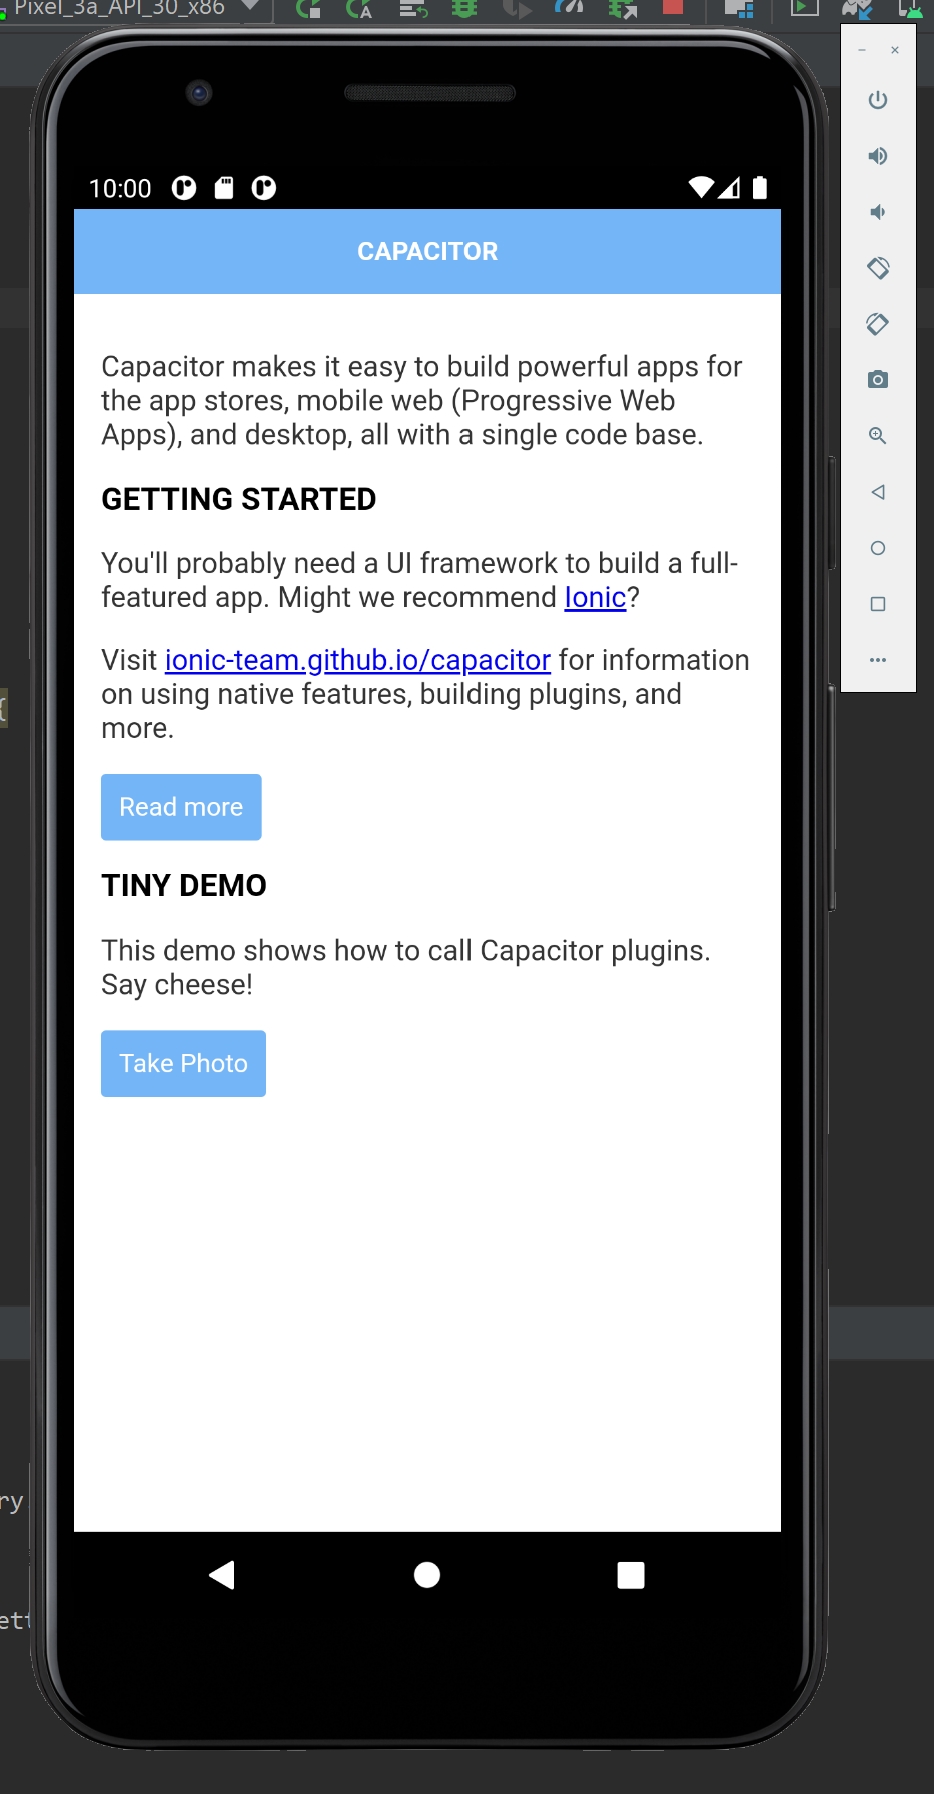 Pixel_3a_API_30_x86
10:00
CAPACITOR
Capacitor makes it easy to build powerful apps for
the app stores, mobile web (Progressive Web
Apps), and desktop, all with a single code base.
GETTING STARTED
You'll probably need a UI framework to build a full-
featured app. Might we recommend Ionic?
Visit ionic-team.github.io/capacitor for information
on using native features, building plugins, and
more.
{
Read more
TINY DEMO
This demo shows how to call Capacitor plugins.
Say cheese!
Take Photo
ry